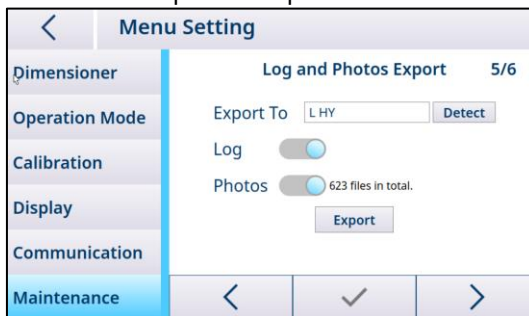 Menu Setting
Dimensioner
Operation Mode
Calibration
Display
Communication
Maintenance
Log and Photos Export 5/6
Export To L HY Detect
Log
Photos 623 files in total.
Export